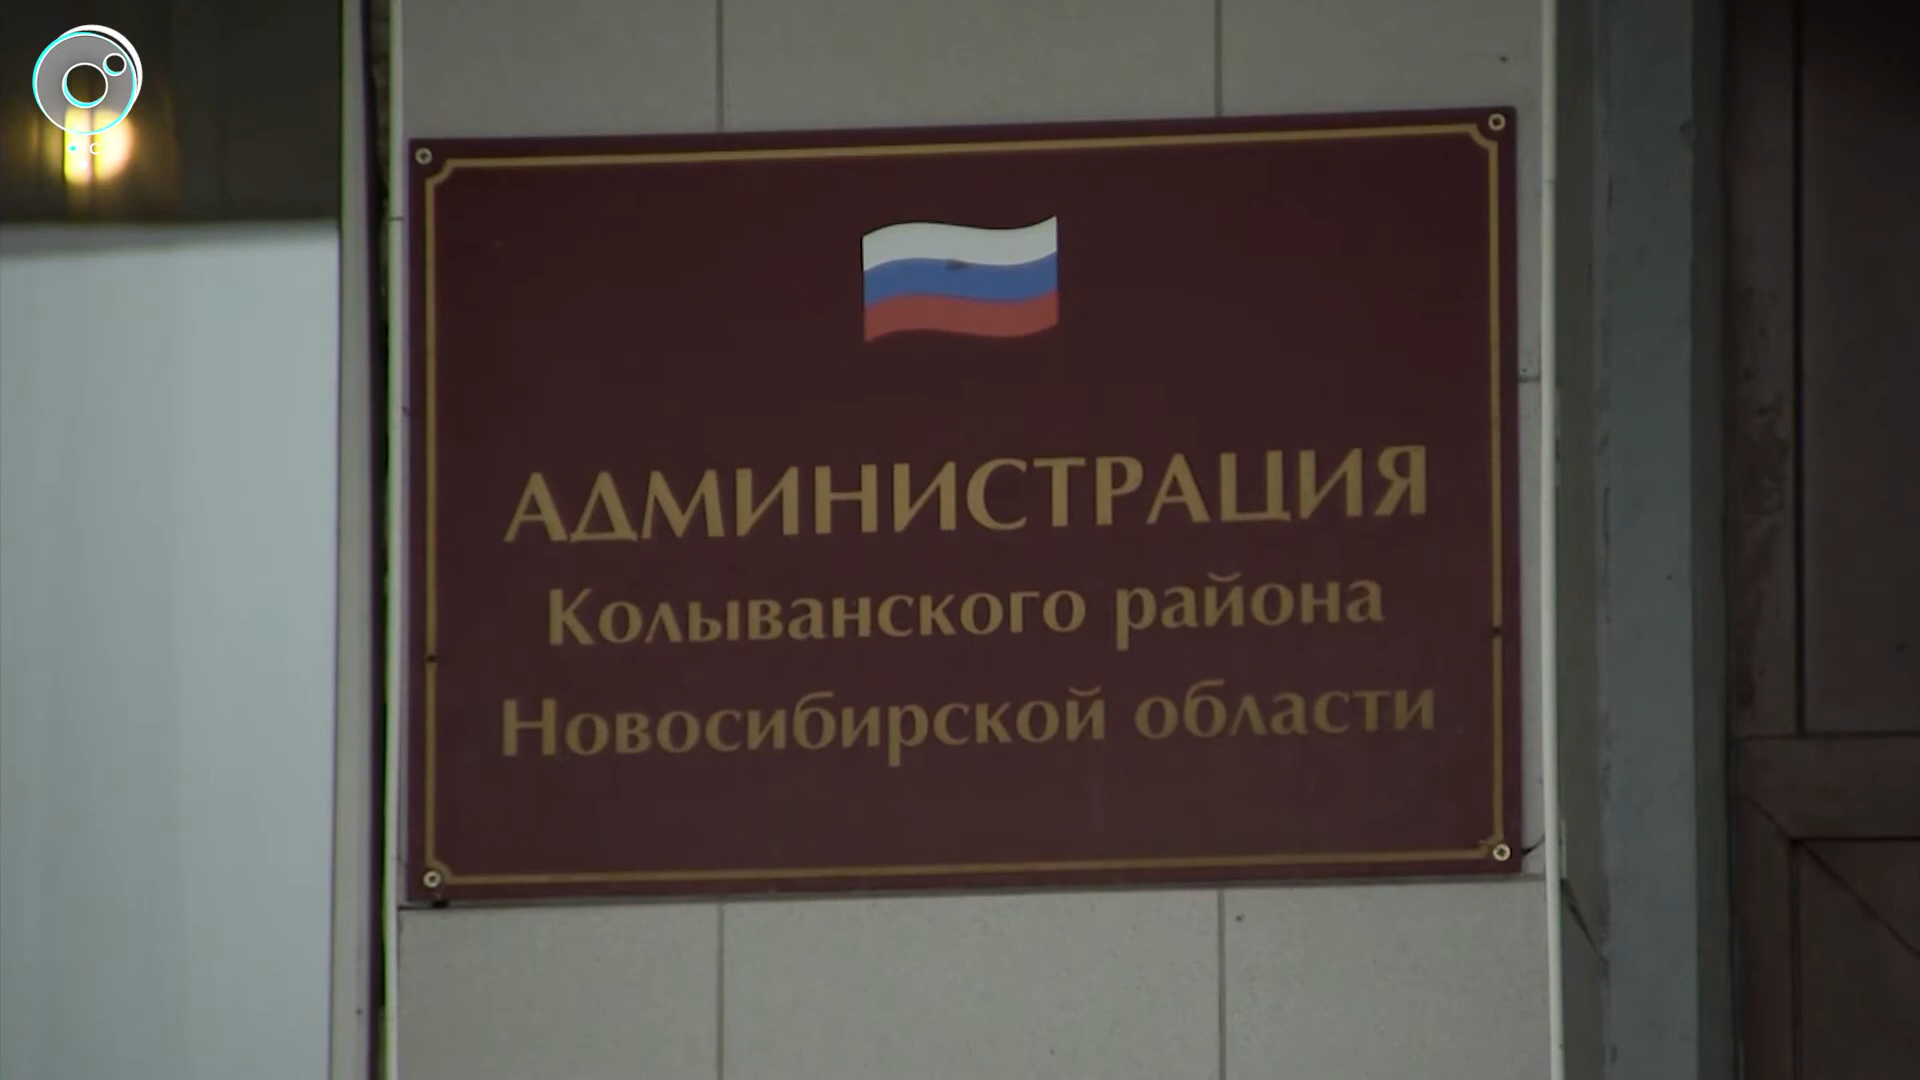 АДМИНИСТРАЦИЯ
Колыванского района
Новосибирской области